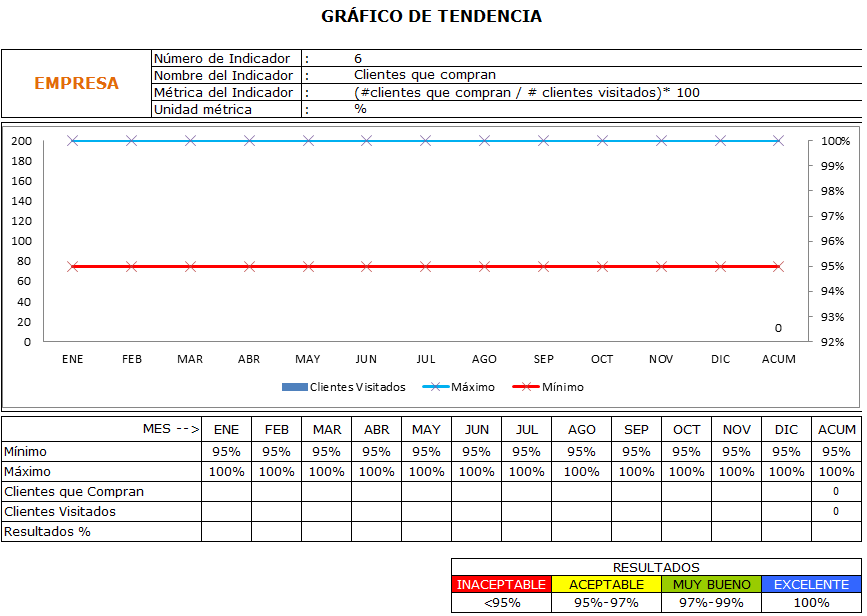 GRÁFICO DE TENDENCIA
EMPRESA
Número de Indicador : 6
Nombre del Indicador : Clientes que compran
Métrica del Indicador : (#clientes que compran / # clientes visitados)* 100
Unidad métrica : %
200 100%
180 99%
160 98%
140 97%
120
100 96%
80 95%
60 94%
40
20 93%
0 92%
0
ENE FEB MAR ABR MAY JUN JUL AGO SEP OCT NOV DIC ACUM
Clientes Visitados Máximo Mínimo
MES --> ENE FEB MAR ABR MAY JUN JUL AGO SEP OCT NOV DIC ACUM
Mínimo 95% 95% 95% 95% 95% 95% 95% 95% 95% 95% 95% 95% 95%
Máximo 100% 100% 100% 100% 100% 100% 100% 100% 100% 100% 100% 100% 100%
Clientes que Compran 0
Clientes Visitados 0
Resultados %
RESULTADOS
INACEPTABLE ACEPTABLE MUY BUENO EXCELENTE
<95% 95%-97% 97%-99% 100%